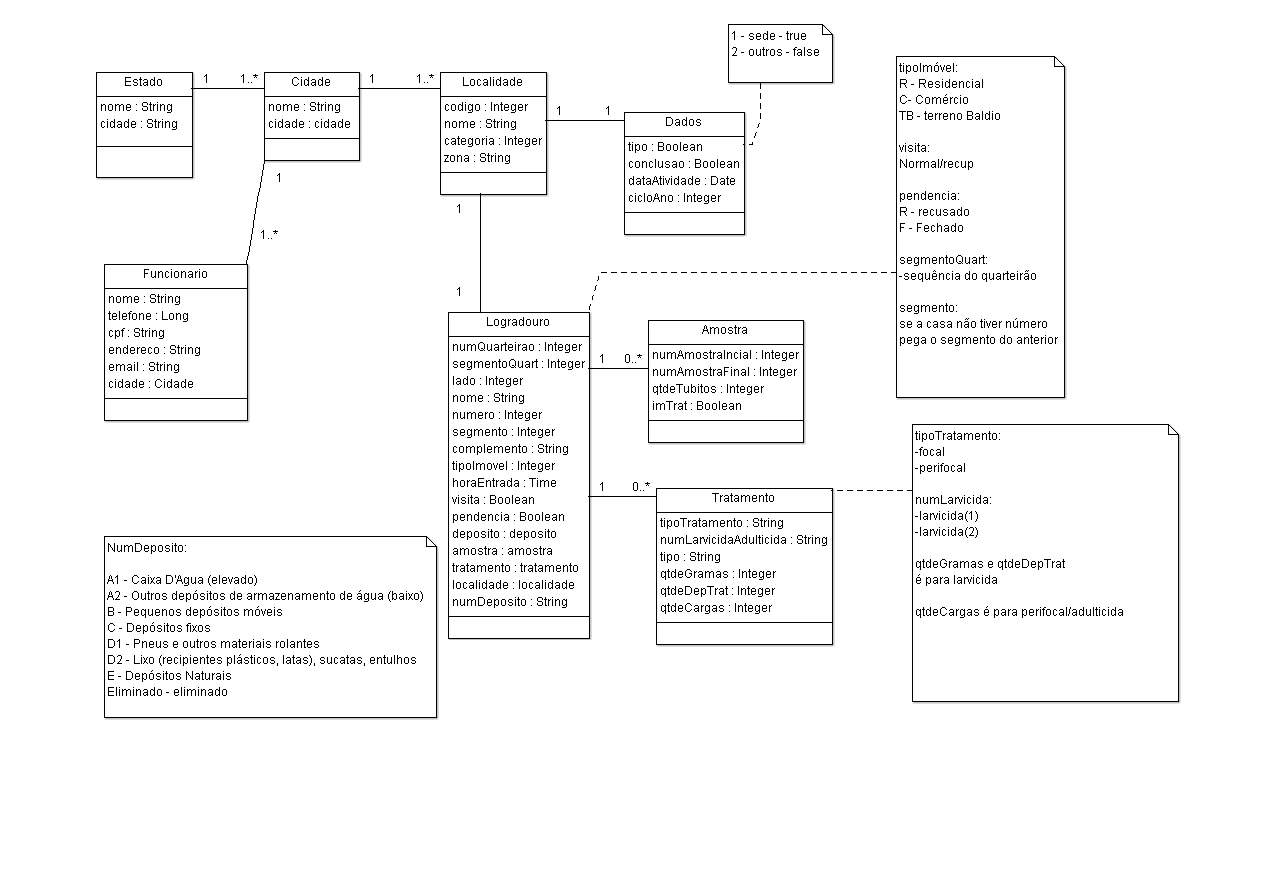 1 - sede - true
2 - outros - false
Estado
nome : String
cidade : String
1
1..*
Cidade
nome : String
cidade : cidade
1
1..*
Localidade
codigo : Integer
nome : String
categoria : Integer
zona : String
1
1
Dados
tipo : Boolean
conclusao : Boolean
dataAtividade : Date
cicloAno : Integer
tipoImóvel:
R - Residencial
C- Comércio
TB - terreno Baldio
visita:
Normal/recup
pendencia:
R - recusado
F - Fechado
segmentoQuart:
-sequência do quarteirão
segmento:
se a casa não tiver número
pega o segmento do anterior
1
1..*
Funcionario
nome : String
telefone : Long
cpf : String
endereco : String
email : String
cidade : Cidade
1
1
Logradouro
numQuarteirao : Integer
segmentoQuart : Integer
lado : Integer
nome : String
numero : Integer
segmento : Integer
complemento : String
tipoImovel : Integer
horaEntrada : Time
visita : Boolean
pendencia : Boolean
deposito : deposito
amostra : amostra
tratamento : tratamento
localidade : localidade
numDeposito : String
1
0..*
Amostra
numAmostraIncial : Integer
numAmostraFinal : Integer
qtdeTubitos : Integer
imTrat : Boolean
1
0..*
Tratamento
tipoTratamento : String
numLarvicidaAdulticida : String
tipo : String
qtdeGramas : Integer
qtdeDepTrat : Integer
qtdeCargas : Integer
tipoTratamento:
-focal
-perifocal
numLarvicida:
-larvicida(1)
-larvicida(2)
qtdeGramas e qtdeDepTrat
é para larvicida
qtdeCargas é para perifocal/adulticida
NumDeposito:
A1 - Caixa D'Agua (elevado)
A2 - Outros depósitos de armazenamento de água (baixo)
B - Pequenos depósitos móveis
C - Depósitos fixos
D1 - Pneus e outros materiais rolantes
D2 - Lixo (recipientes plásticos, latas), sucatas, entulhos
E - Depósitos Naturais
Eliminado - eliminado